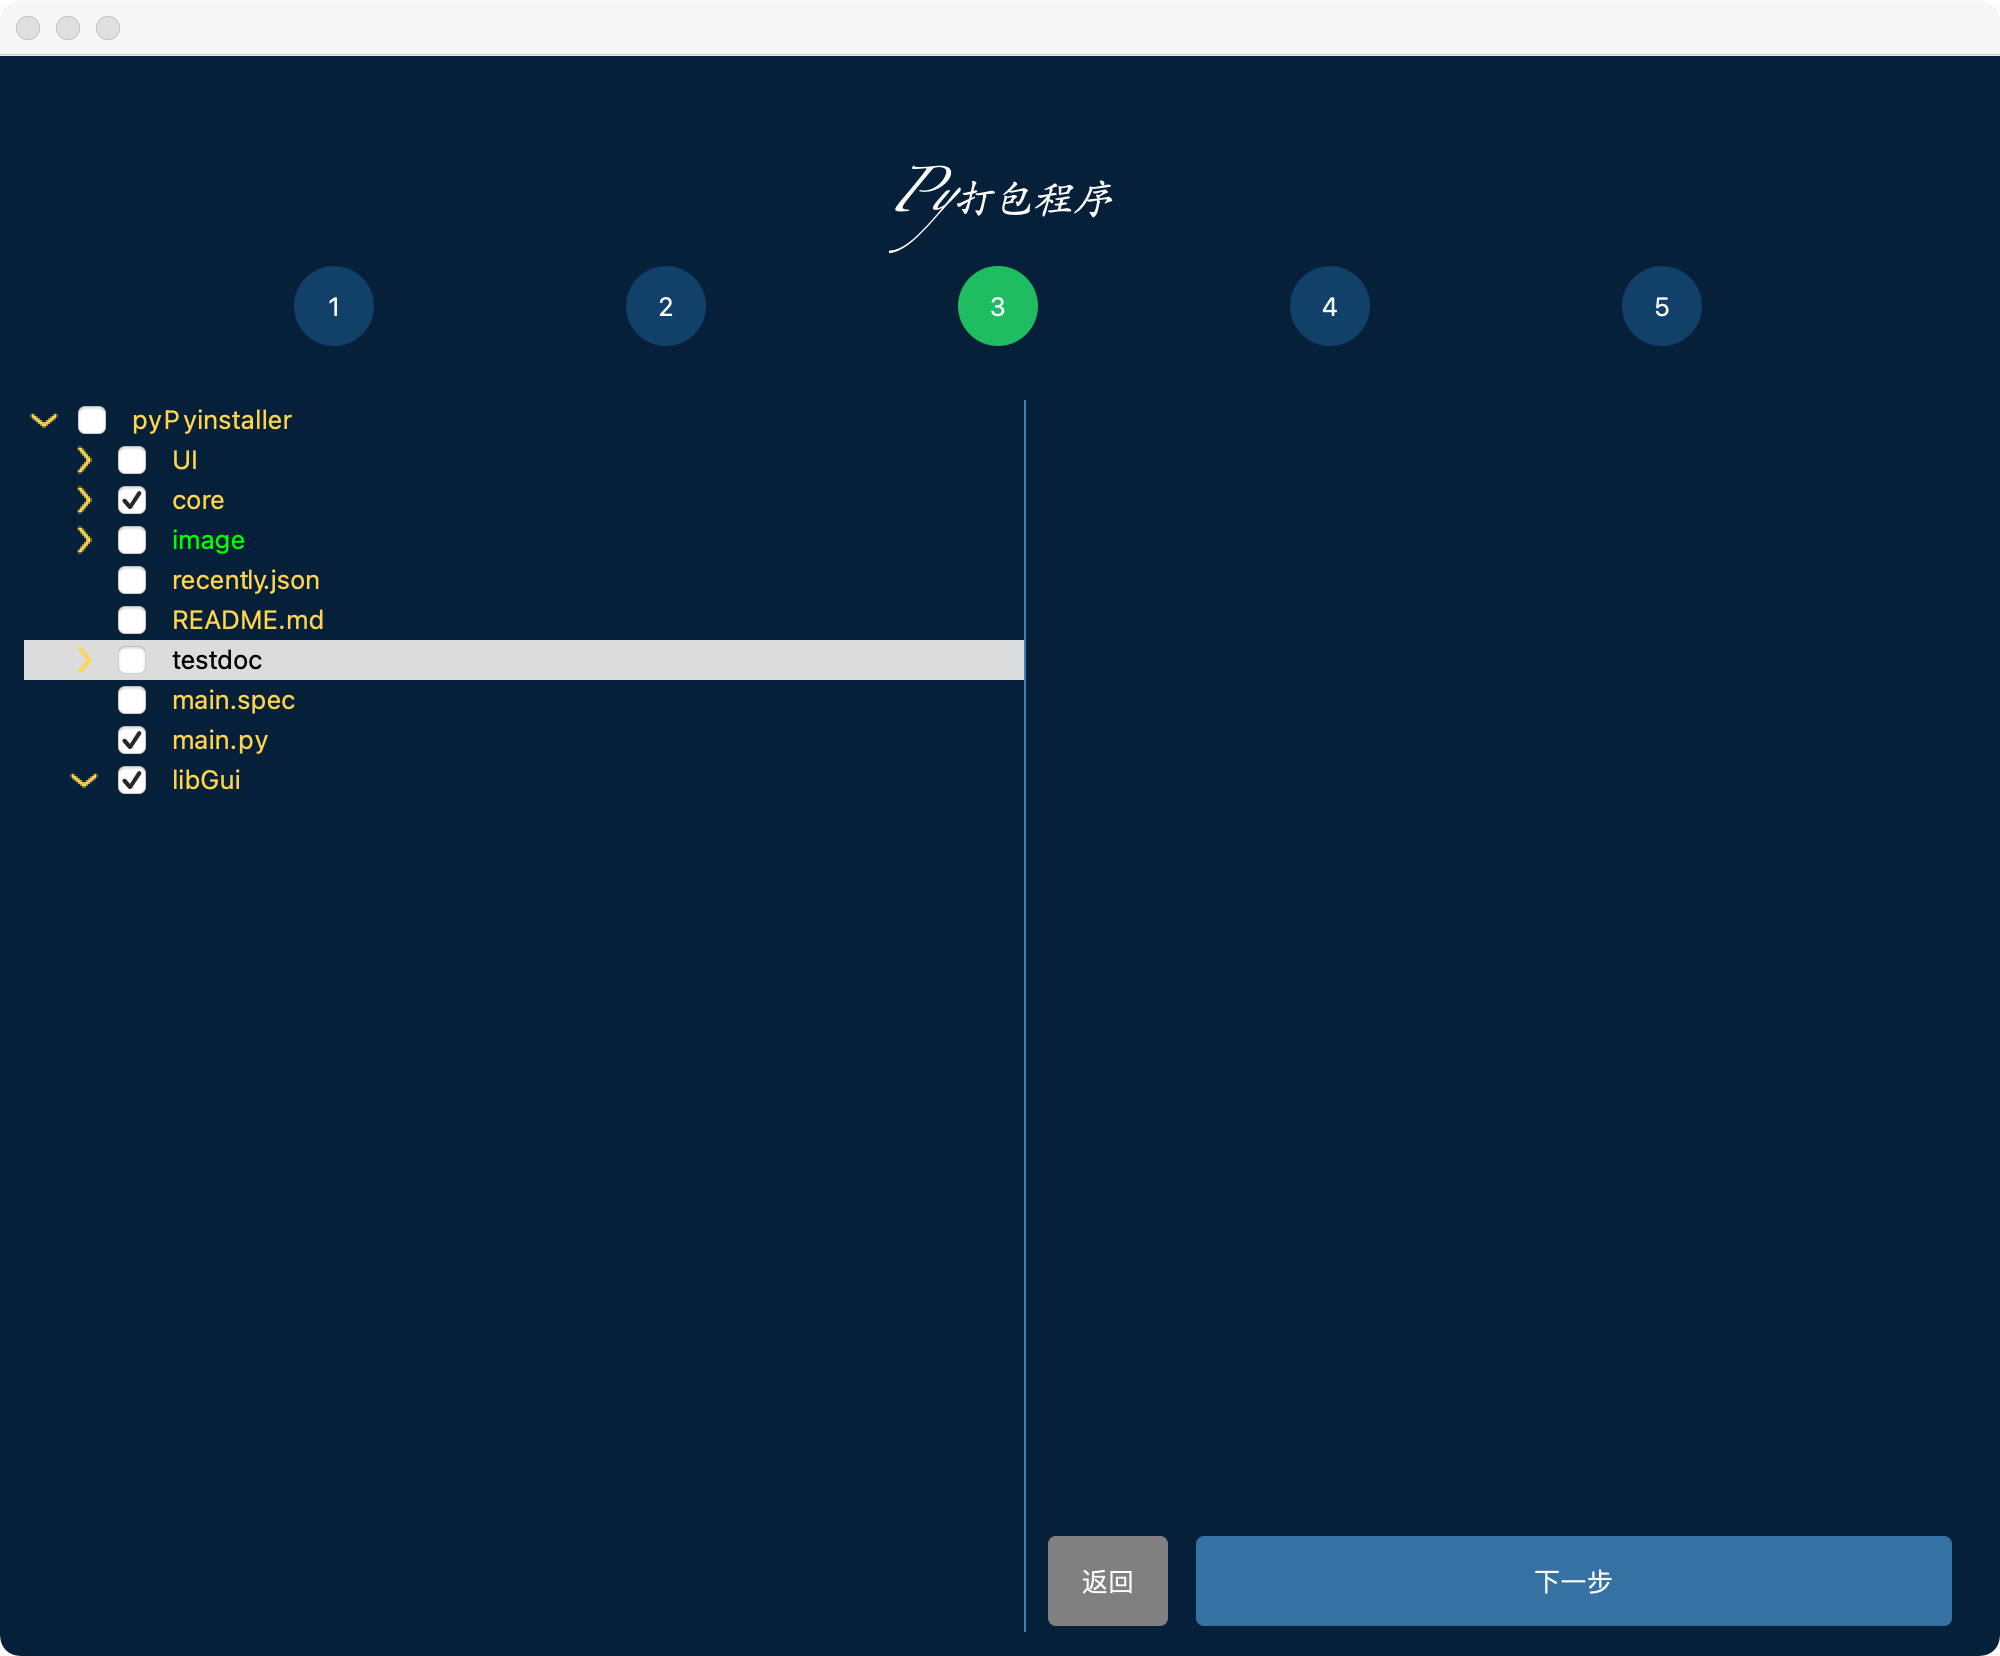 Py打包程序
1 2 3 4 5
pyPyinstaller
UI
core
image
recently.json
README.md
testdoc
main.spec
main.py
libGui
返回 下一步